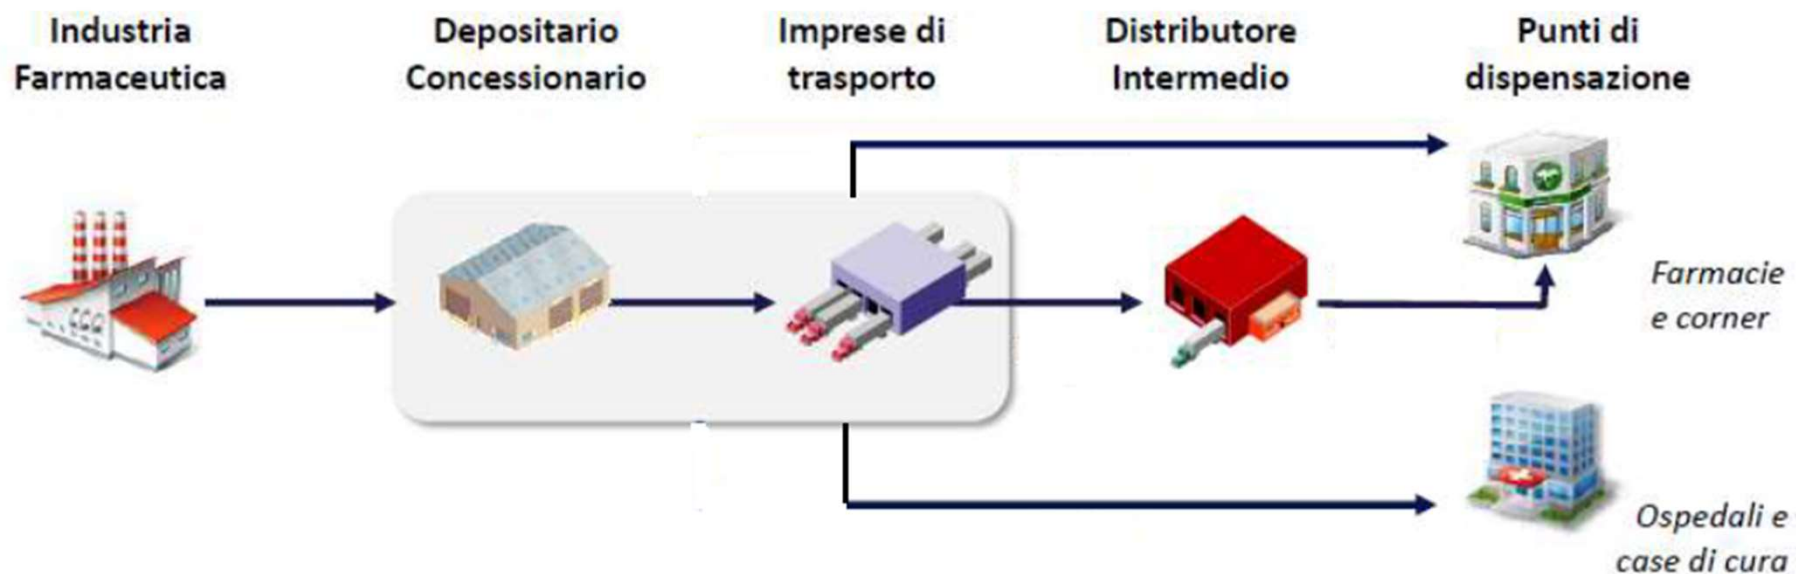 Industria
Farmaceutica
Depositario
Concessionario
Imprese di
trasporto
Distributore
Intermedio
Punti di
dispensazione
Farmacie
e corner
Ospedali e
case di cura